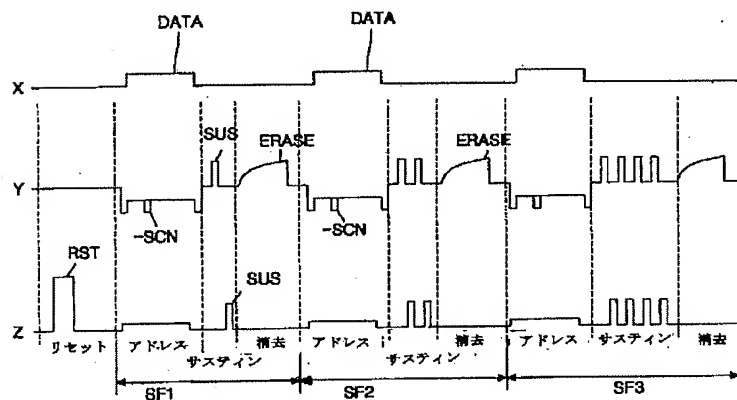 DATA DATA
X
SUS ERASE ERASE
Y
-SCN -SCN
RST SUS
Z
リセット アドレス サスティン 消去 アドレス サスティン 消去 アドレス サスティン 消去
SF1 SF2 SF3